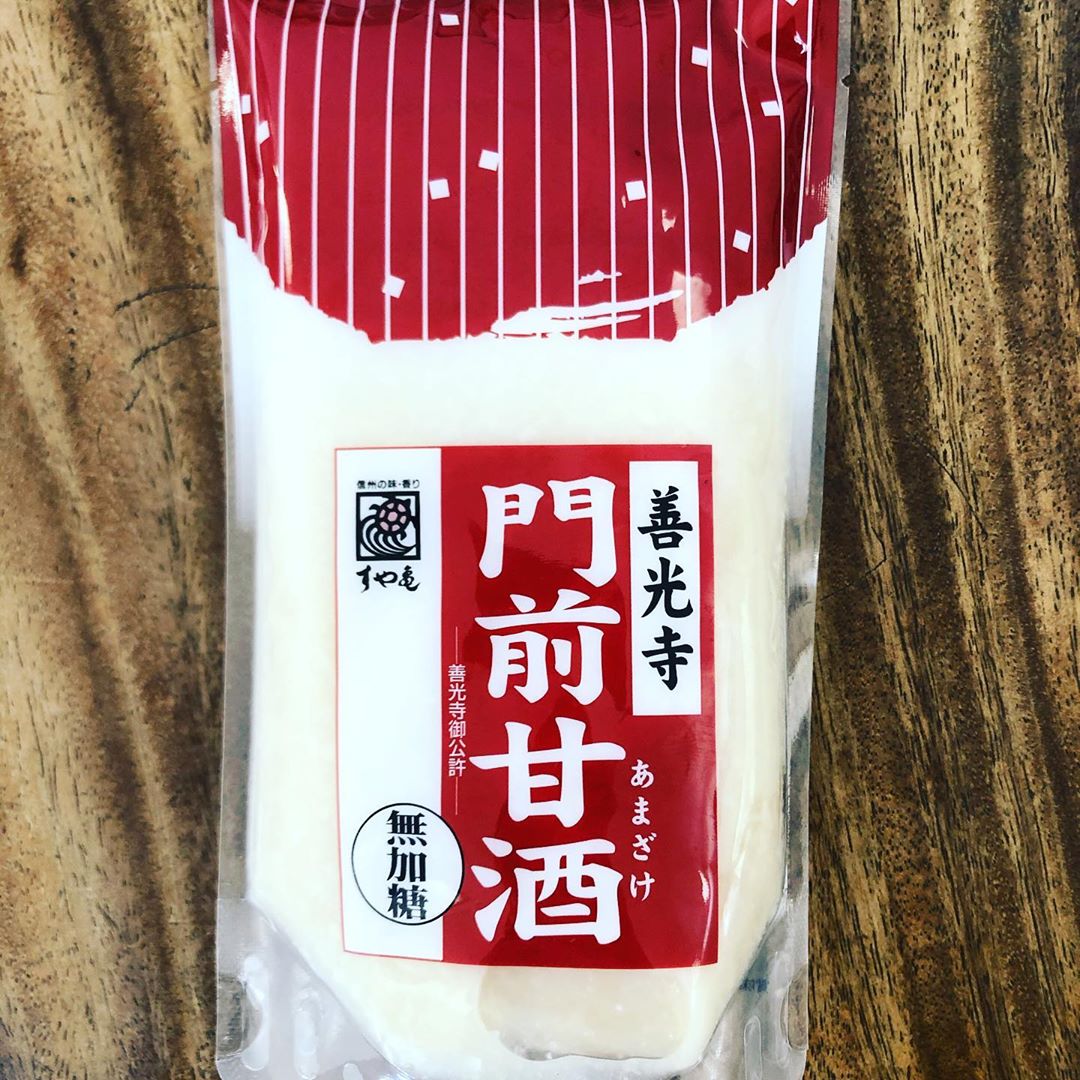 善光寺
門前甘酒
あまざけ
善光寺御公許
信州の味・香り
すや亀
無加糖